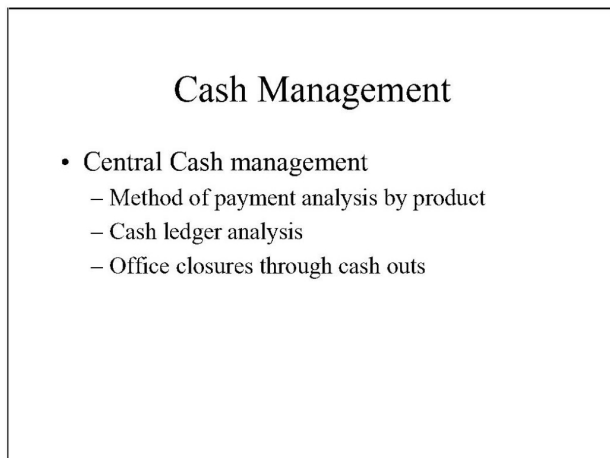 Cash Management
• Central Cash management
– Method of payment analysis by product
– Cash ledger analysis
– Office closures through cash outs